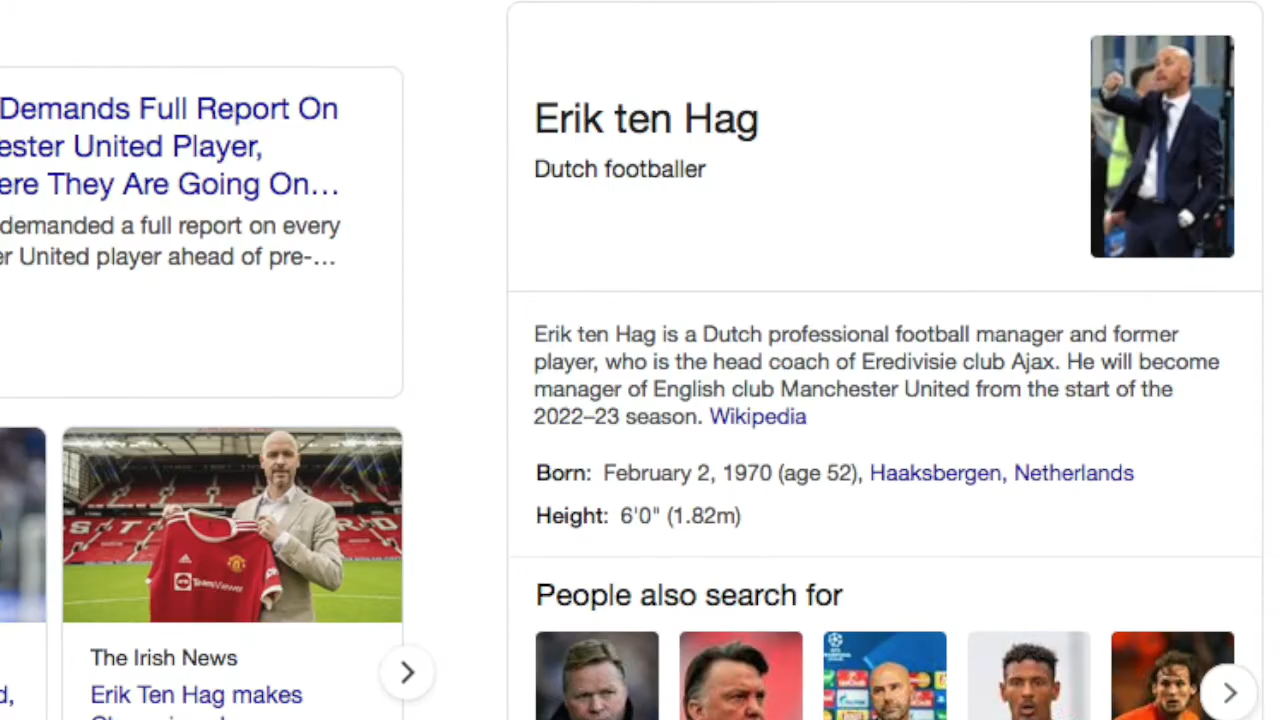 Demands Full Report On
ester United Player,
ere They Are Going On...
demanded a full report on every
er United player ahead of pre-...
TeamViewer
The Irish News
Erik Ten Hag makes
d,
Erik ten Hag
Dutch footballer
Erik ten Hag is a Dutch professional football manager and former
player, who is the head coach of Eredivisie club Ajax. He will become
manager of English club Manchester United from the start of the
2022–23 season. Wikipedia
Born: February 2, 1970 (age 52), Haaksbergen, Netherlands
Height: 6'0" (1.82m)
People also search for